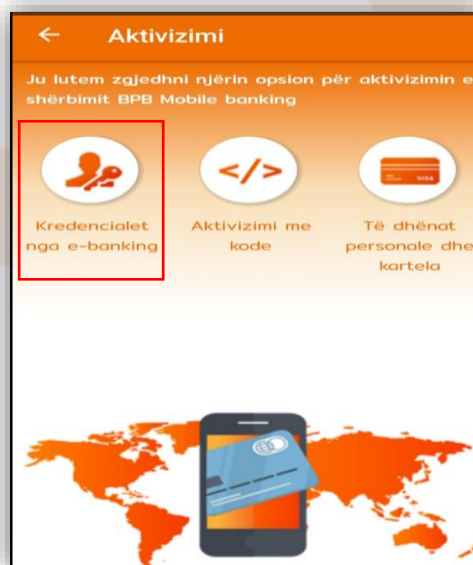 Aktivizimi
Ju lutem zgjedhni njërin opsion për aktivizimin e
shërbimit BPB Mobile banking
Kredencialet
nga e-banking
Aktivizimi me
kode
Të dhënat
personale dhe
kartela
VISA